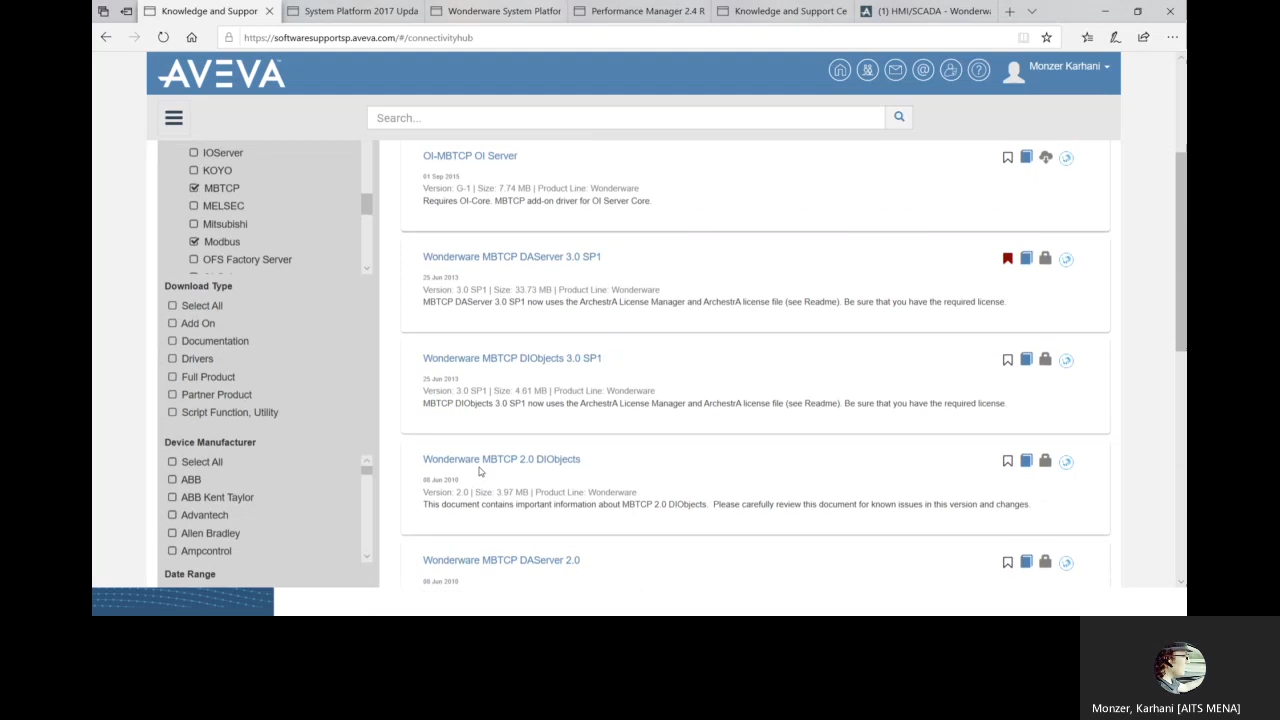 Knowledge and Suppor
System Platform 2017 Upda
Wonderware System Platfor
Performance Manager 2.4 R
Knowledge and Support Ce
(1) HMI/SCADA - Wonderwa
https://softwaresupportsp.aveva.com/#/connectivityhub
AVEVA
Monzer Karhani
Search...
IOServer
KOYO
MBTCP
MELSEC
Mitsubishi
Modbus
OFS Factory Server
Download Type
Select All
Add On
Documentation
Drivers
Full Product
Partner Product
Script Function, Utility
Device Manufacturer
Select All
ABB
ABB Kent Taylor
Advantech
Allen Bradley
Ampcontrol
Date Range
OI-MBTCP OI Server
01 Sep 2015
Version: G-1 | Size: 7.74 MB | Product Line: Wonderware
Requires OI-Core. MBTCP add-on driver for OI Server Core.
Wonderware MBTCP DAServer 3.0 SP1
25 Jun 2013
Version: 3.0 SP1 | Size: 33.73 MB | Product Line: Wonderware
MBTCP DAServer 3.0 SP1 now uses the ArchestrA License Manager and ArchestrA license file (see Readme). Be sure that you have the required license.
Wonderware MBTCP DIObjects 3.0 SP1
25 Jun 2013
Version: 3.0 SP1 | Size: 4.61 MB | Product Line: Wonderware
MBTCP DIObjects 3.0 SP1 now uses the ArchestrA License Manager and ArchestrA license file (see Readme). Be sure that you have the required license.
Wonderware MBTCP 2.0 DIObjects
08 Jun 2010
Version: 2.0 | Size: 3.97 MB | Product Line: Wonderware
This document contains important information about MBTCP 2.0 DIObjects. Please carefully review this document for known issues in this version and changes.
Wonderware MBTCP DAServer 2.0
08 Jun 2010
Monzer, Karhani [AITS MENA]